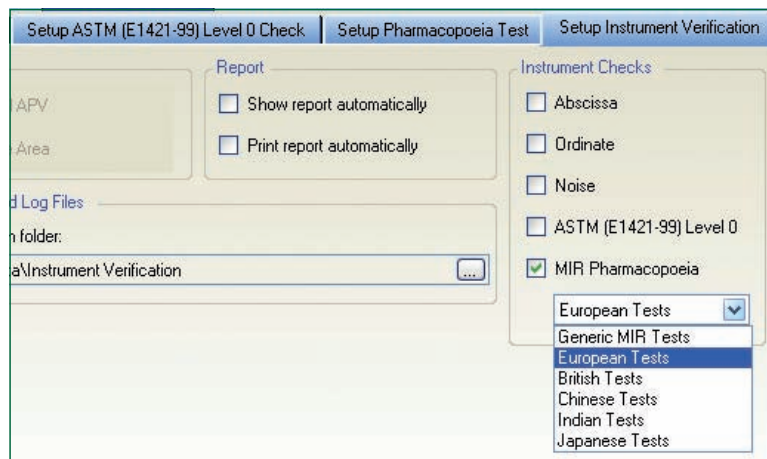 Setup ASTM (E1421-99) Level 0 Check
Setup Pharmacopoeia Test
Setup Instrument Verification
APV
Area
Report
Show report automatically
Print report automatically
Log Files
folder:
a\Instrument Verification
...
Instrument Checks
Abscissa
Ordinate
Noise
ASTM (E1421-99) Level 0
MIR Pharmacopoeia
European Tests
Generic MIR Tests
European Tests
British Tests
Chinese Tests
Indian Tests
Japanese Tests